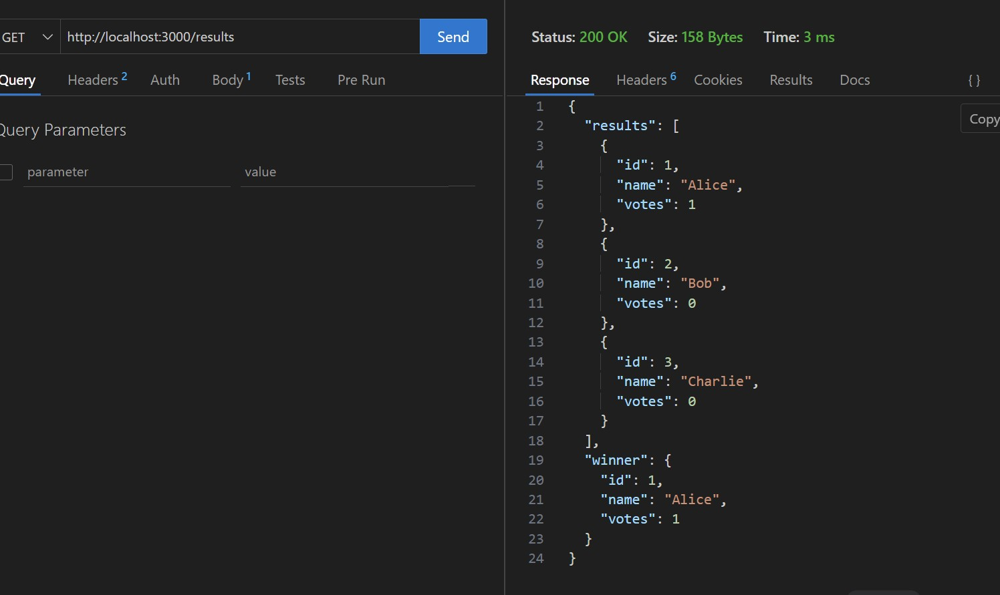 GET http://localhost:3000/results Send
Query Headers 2 Auth Body 1 Tests Pre Run
Query Parameters
parameter value
Status: 200 OK Size: 158 Bytes Time: 3 ms
Response Headers 6 Cookies Results Docs { }
Copy
1 {
2 "results": [
3 {
4 "id": 1,
5 "name": "Alice",
6 "votes": 1
7 },
8 {
9 "id": 2,
10 "name": "Bob",
11 "votes": 0
12 },
13 {
14 "id": 3,
15 "name": "Charlie",
16 "votes": 0
17 }
18 ],
19 "winner": {
20 "id": 1,
21 "name": "Alice",
22 "votes": 1
23 }
24 }